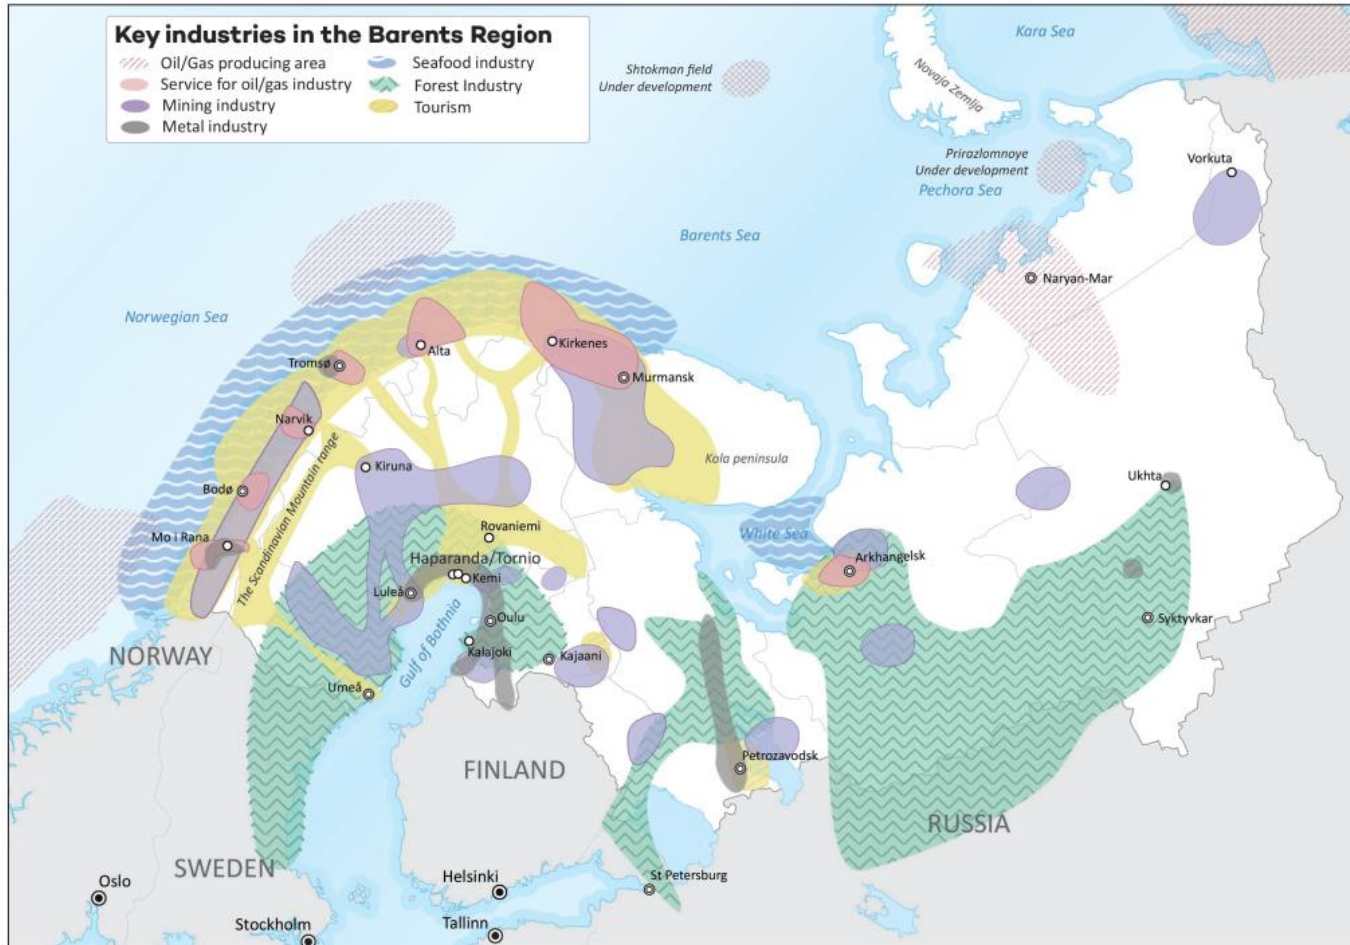 Key industries in the Barents Region
Oil/Gas producing area
Service for oil/gas industry
Mining industry
Metal industry
Seafood industry
Forest Industry
Tourism
Kara Sea
Novaja Zemlja
Shtokman field
Under development
Prirazlomnoye
Under development
Pechora Sea
Vorkuta
Barents Sea
Naryan-Mar
Norwegian Sea
Tromsø
Alta
Kirkenes
Murmansk
Narvik
The Scandinavian Mountain range
Kiruna
Kola peninsula
Bodø
Ukhta
Mo i Rana
Rovaniemi
White Sea
Haparanda/Tornio
Arkhangelsk
Kemi
Luleå
Gulf of Bothnia
Oulu
Syktyvkar
NORWAY
Kalajoki
Kajaani
Umeå
Petrozavodsk
FINLAND
RUSSIA
SWEDEN
Oslo
Helsinki
St Petersburg
Stockholm
Tallinn